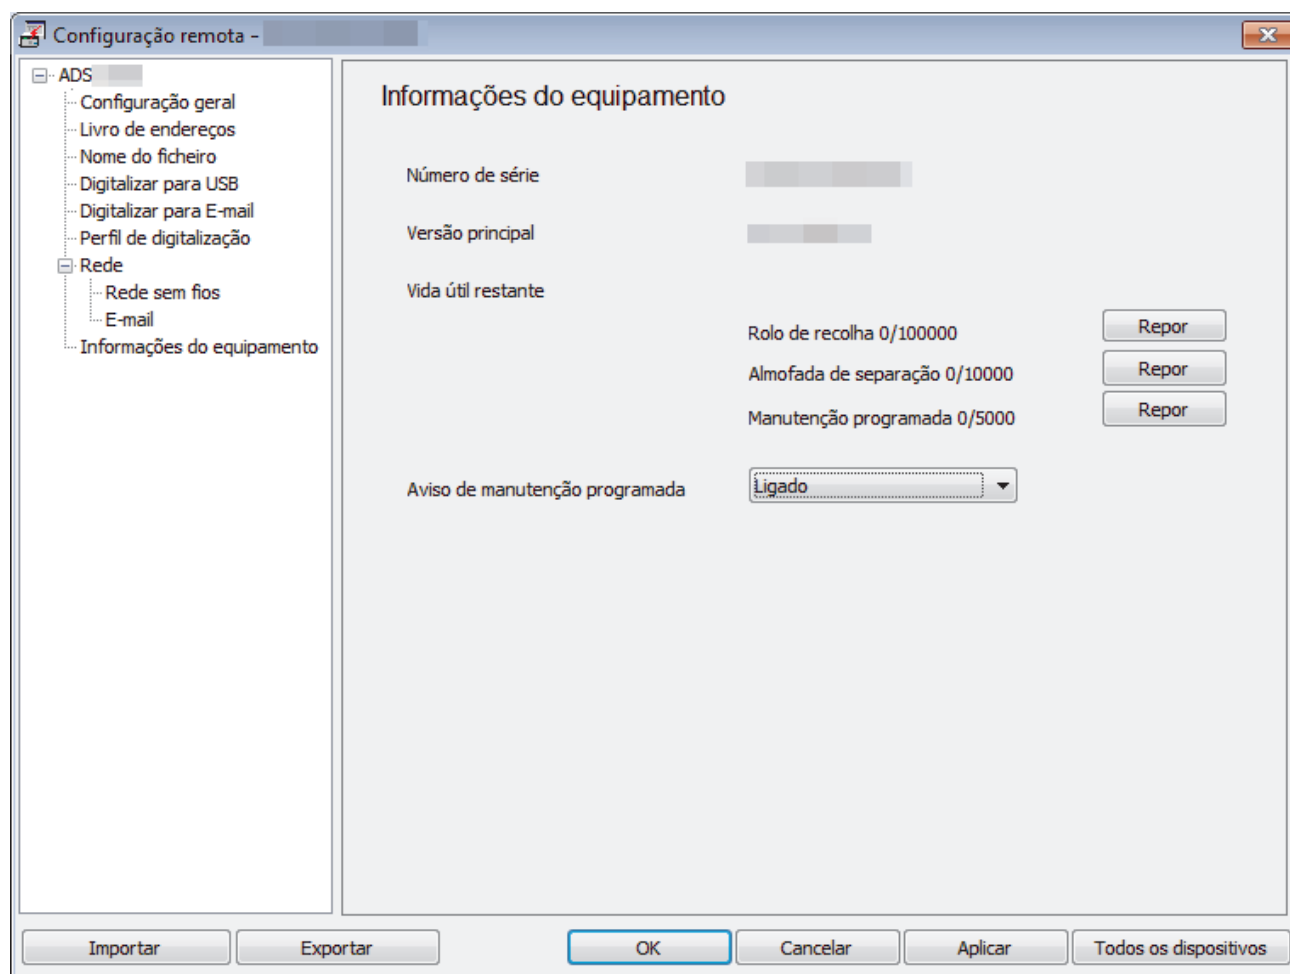 Configuração remota -
ADS
Configuração geral
Livro de endereços
Nome do ficheiro
Digitalizar para USB
Digitalizar para E-mail
Perfil de digitalização
Rede
Rede sem fios
E-mail
Informações do equipamento
Informações do equipamento
Número de série
Versão principal
Vida útil restante
Rolo de recolha 0/100000 Repor
Almofada de separação 0/10000 Repor
Manutenção programada 0/5000 Repor
Aviso de manutenção programada Ligado
Importar Exportar OK Cancelar Aplicar Todos os dispositivos